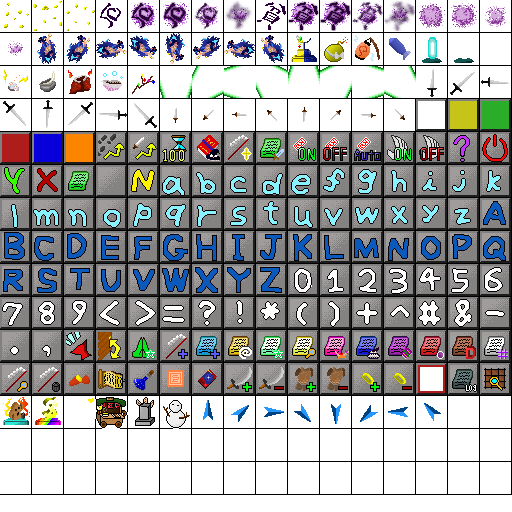 100 ON OFF Auto ON OFF ?
Y X N a b c d e f g h i j k
l m n o p q r s t u v w x y z A
B C D E F G H I J K L M N O P Q
R S T U V W X Y Z 0 1 2 3 4 5 6
7 8 9 < > = ? ! * ( ) + ^ # & -
. ,